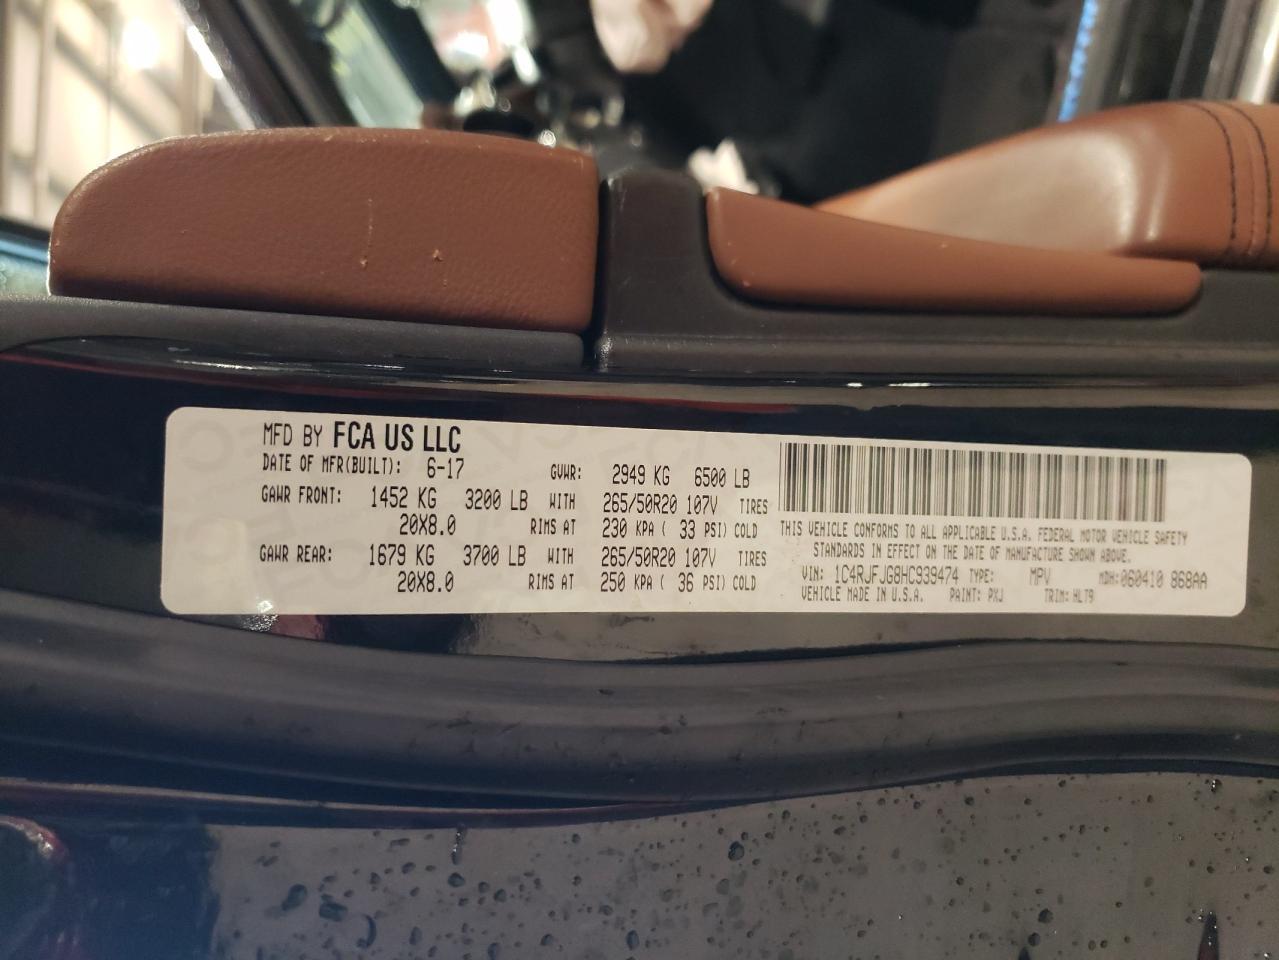 MFD BY FCA US LLC
DATE OF MFR(BUILT): 6-17 GVWR: 2949 KG 6500 LB
GAWR FRONT: 1452 KG 3200 LB WITH 265/50R20 107V TIRES
20X8.0 RIMS AT 230 KPA ( 33 PSI) COLD
GAWR REAR: 1679 KG 3700 LB WITH 265/50R20 107V TIRES
20X8.0 RIMS AT 250 KPA ( 36 PSI) COLD
THIS VEHICLE CONFORMS TO ALL APPLICABLE U.S.A. FEDERAL MOTOR VEHICLE SAFETY
STANDARDS IN EFFECT ON THE DATE OF MANUFACTURE SHOWN ABOVE.
VIN: 1C4RJFJG8HC939474 TYPE: MPV MDH: 060410 868AA
VEHICLE MADE IN U.S.A. PAINT: PXJ TRIM: HLT9